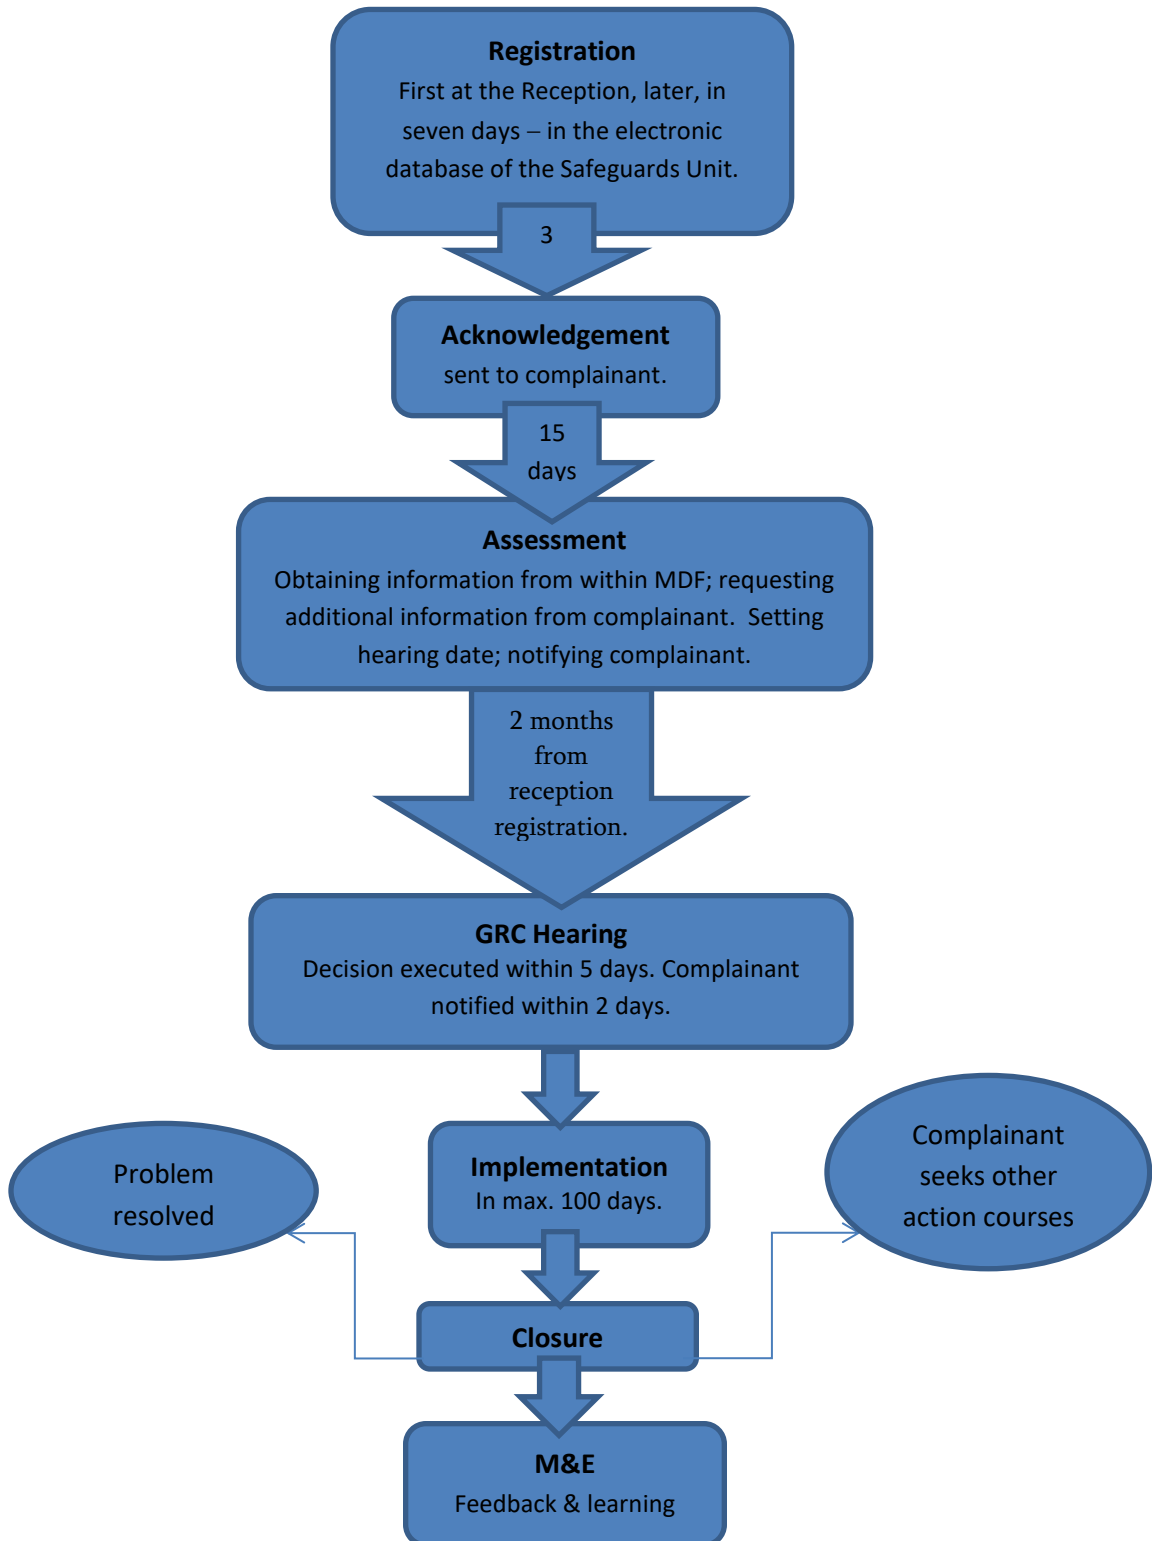 Registration
First at the Reception, later, in
seven days – in the electronic
database of the Safeguards Unit.
3
Acknowledgement
sent to complainant.
15
days
Assessment
Obtaining information from within MDF; requesting
additional information from complainant.  Setting
hearing date; notifying complainant.
2 months
from
reception
registration.
GRC Hearing
Decision executed within 5 days. Complainant
notified within 2 days.
Problem
resolved
Implementation
In max. 100 days.
Complainant
seeks other
action courses
Closure
M&E
Feedback & learning